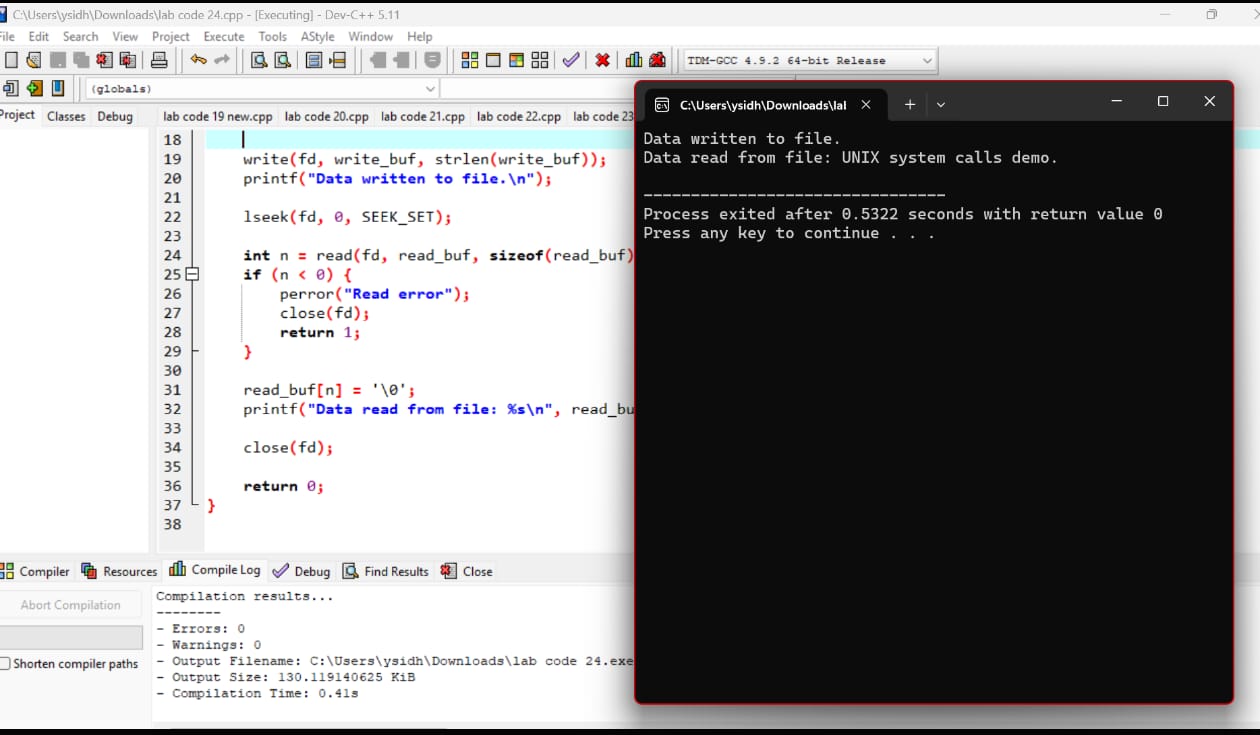 C:\Users\ysidh\Downloads\lab code 24.cpp - [Executing] - Dev-C++ 5.11
File Edit Search View Project Execute Tools AStyle Window Help
TDM-GCC 4.9.2 64-bit Release
(globals)
Project Classes Debug
lab code 19 new.cpp lab code 20.cpp lab code 21.cpp lab code 22.cpp lab code 23
18
19 write(fd, write_buf, strlen(write_buf));
20 printf("Data written to file.\n");
21
22 lseek(fd, 0, SEEK_SET);
23
24 int n = read(fd, read_buf, sizeof(read_buf)
25 if (n < 0) {
26 perror("Read error");
27 close(fd);
28 return 1;
29 }
30
31 read_buf[n] = '\0';
32 printf("Data read from file: %s\n", read_bu
33
34 close(fd);
35
36 return 0;
37 }
38
C:\Users\ysidh\Downloads\lal
Data written to file.
Data read from file: UNIX system calls demo.
--------------------------------
Process exited after 0.5322 seconds with return value 0
Press any key to continue . . .
Compiler Resources Compile Log Debug Find Results Close
Abort Compilation
Shorten compiler paths
Compilation results...
--------
- Errors: 0
- Warnings: 0
- Output Filename: C:\Users\ysidh\Downloads\lab code 24.exe
- Output Size: 130.119140625 KiB
- Compilation Time: 0.41s